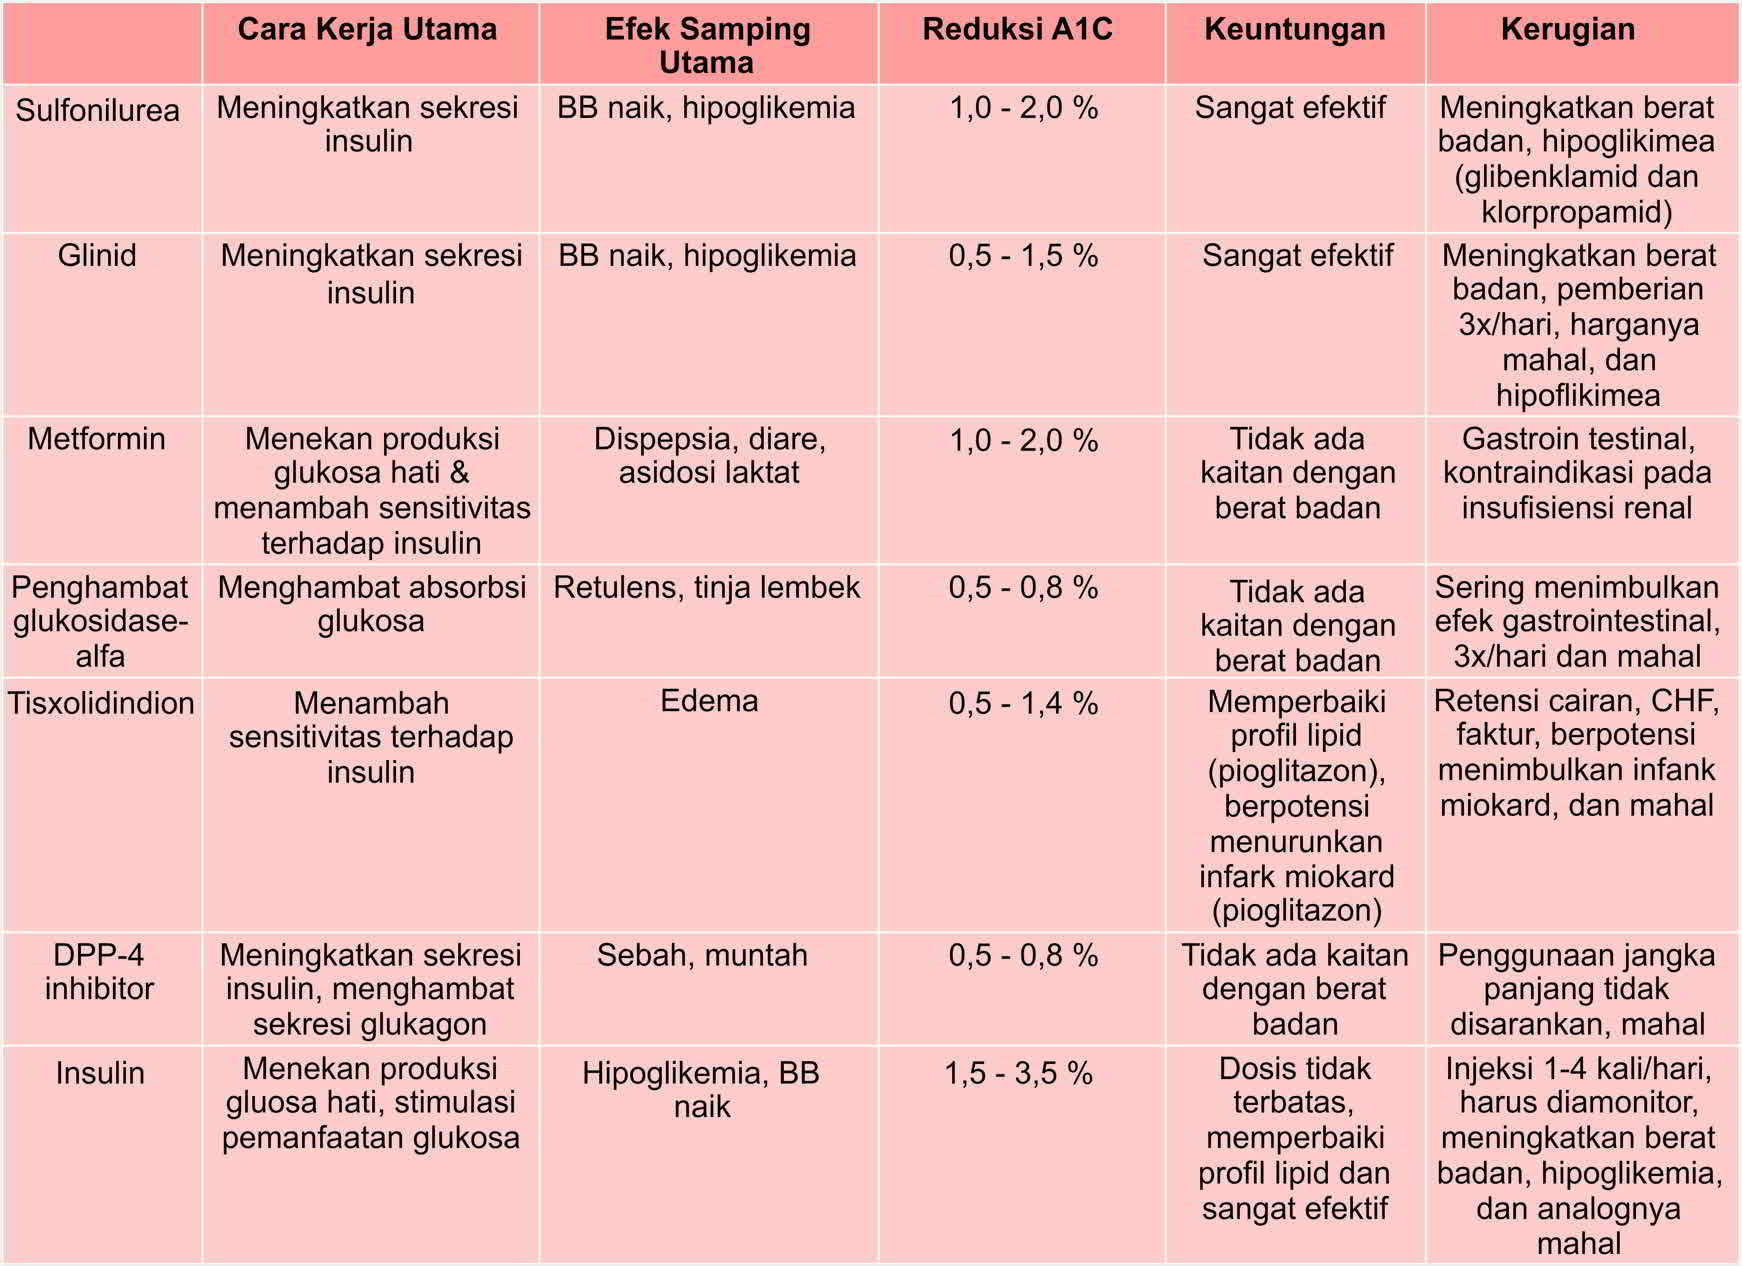 Cara Kerja Utama
Efek Samping
Utama
Reduksi A1C
Keuntungan
Kerugian
Sulfonilurea
Meningkatkan sekresi
insulin
BB naik, hipoglikemia
1,0 - 2,0 %
Sangat efektif
Meningkatkan berat
badan, hipoglikimea
(glibenklamid dan
klorpropamid)
Glinid
Meningkatkan sekresi
insulin
BB naik, hipoglikemia
0,5 - 1,5 %
Sangat efektif
Meningkatkan berat
badan, pemberian
3x/hari, harganya
mahal, dan
hipoflikimea
Metformin
Menekan produksi
glukosa hati &
menambah sensitivitas
terhadap insulin
Dispepsia, diare,
asidosi laktat
1,0 - 2,0 %
Tidak ada
kaitan dengan
berat badan
Gastroin testinal,
kontraindikasi pada
insufisiensi renal
Penghambat
glukosidase-
alfa
Menghambat absorbsi
glukosa
Retulens, tinja lembek
0,5 - 0,8 %
Tidak ada
kaitan dengan
berat badan
Sering menimbulkan
efek gastrointestinal,
3x/hari dan mahal
Tisxolidindion
Menambah
sensitivitas terhadap
insulin
Edema
0,5 - 1,4 %
Memperbaiki
profil lipid
(pioglitazon),
berpotensi
menurunkan
infark miokard
(pioglitazon)
Retensi cairan, CHF,
faktur, berpotensi
menimbulkan infank
miokard, dan mahal
DPP-4
inhibitor
Meningkatkan sekresi
insulin, menghambat
sekresi glukagon
Sebah, muntah
0,5 - 0,8 %
Tidak ada kaitan
dengan berat
badan
Penggunaan jangka
panjang tidak
disarankan, mahal
Insulin
Menekan produksi
gluosa hati, stimulasi
pemanfaatan glukosa
Hipoglikemia, BB
naik
1,5 - 3,5 %
Dosis tidak
terbatas,
memperbaiki
profil lipid dan
sangat efektif
Injeksi 1-4 kali/hari,
harus diamonitor,
meningkatkan berat
badan, hipoglikemia,
dan analognya
mahal